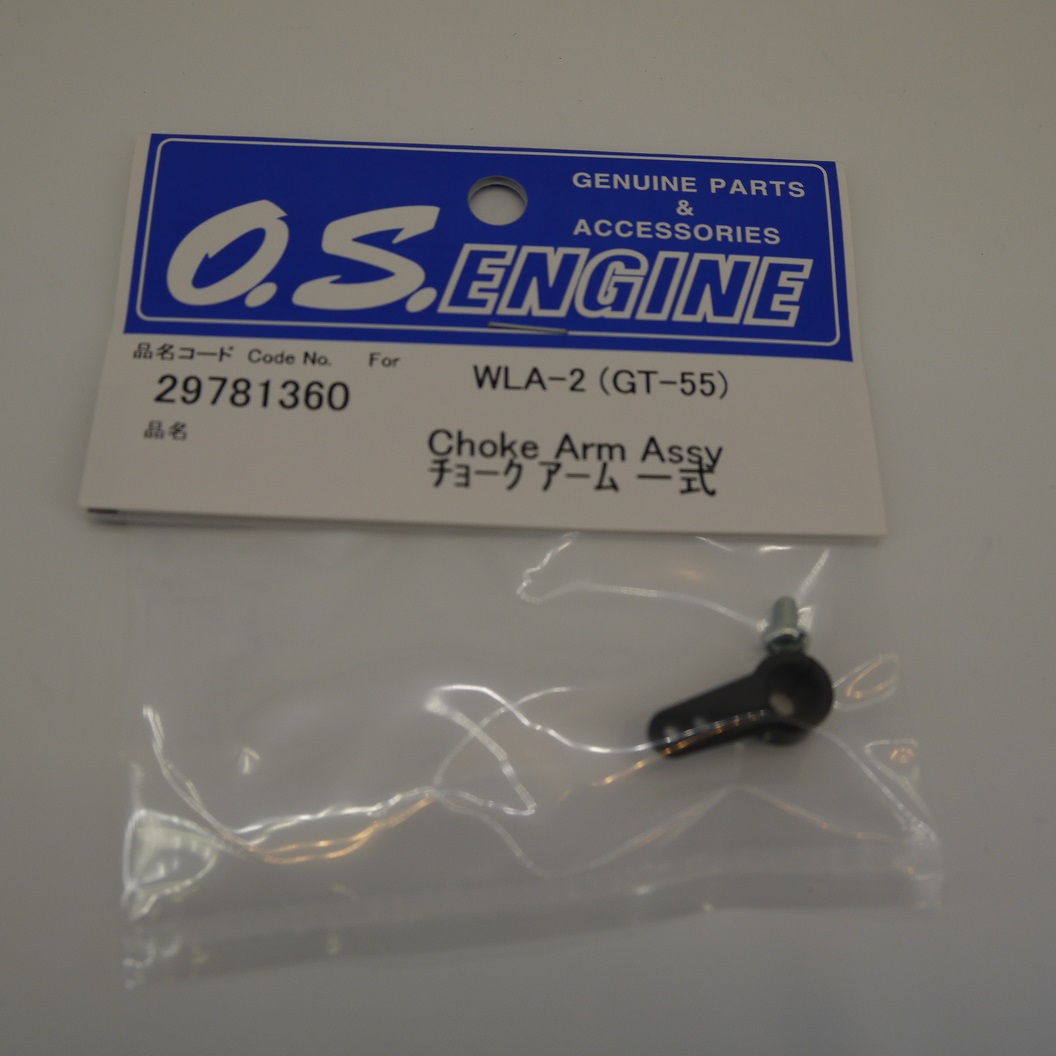 GENUINE PARTS
&
ACCESSORIES
O.S. ENGINE
品名コード Code No. For
29781360
WLA-2 (GT-55)
品名
Choke Arm Assy
チョーク アーム 一式